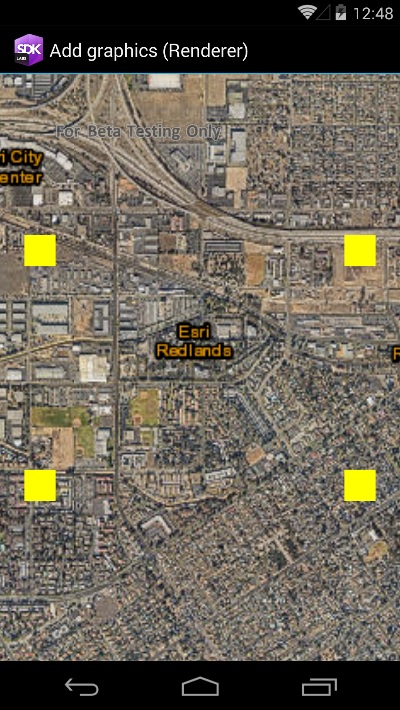 12:48
SDK
LABS
Add graphics (Renderer)
For Beta Testing Only
ri City
enter
Esri
Redlands
R